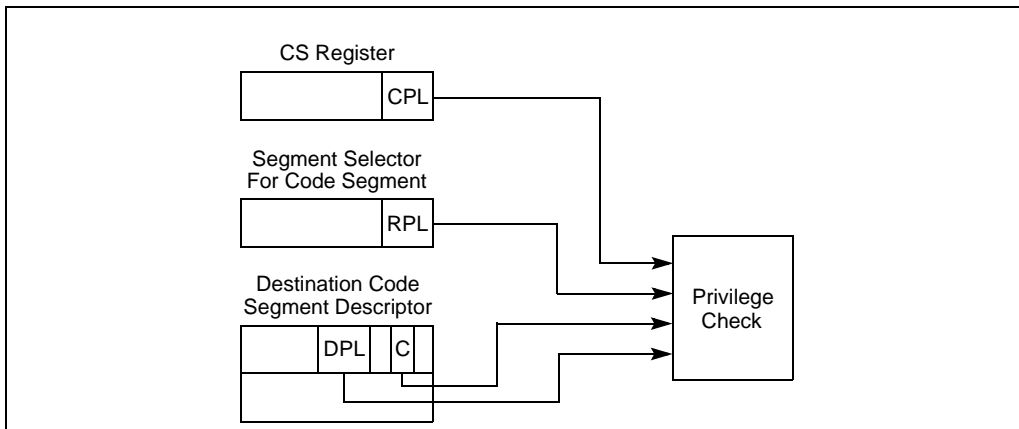 CS Register
CPL
Segment Selector
For Code Segment
RPL
Destination Code
Segment Descriptor
DPL
C
Privilege
Check